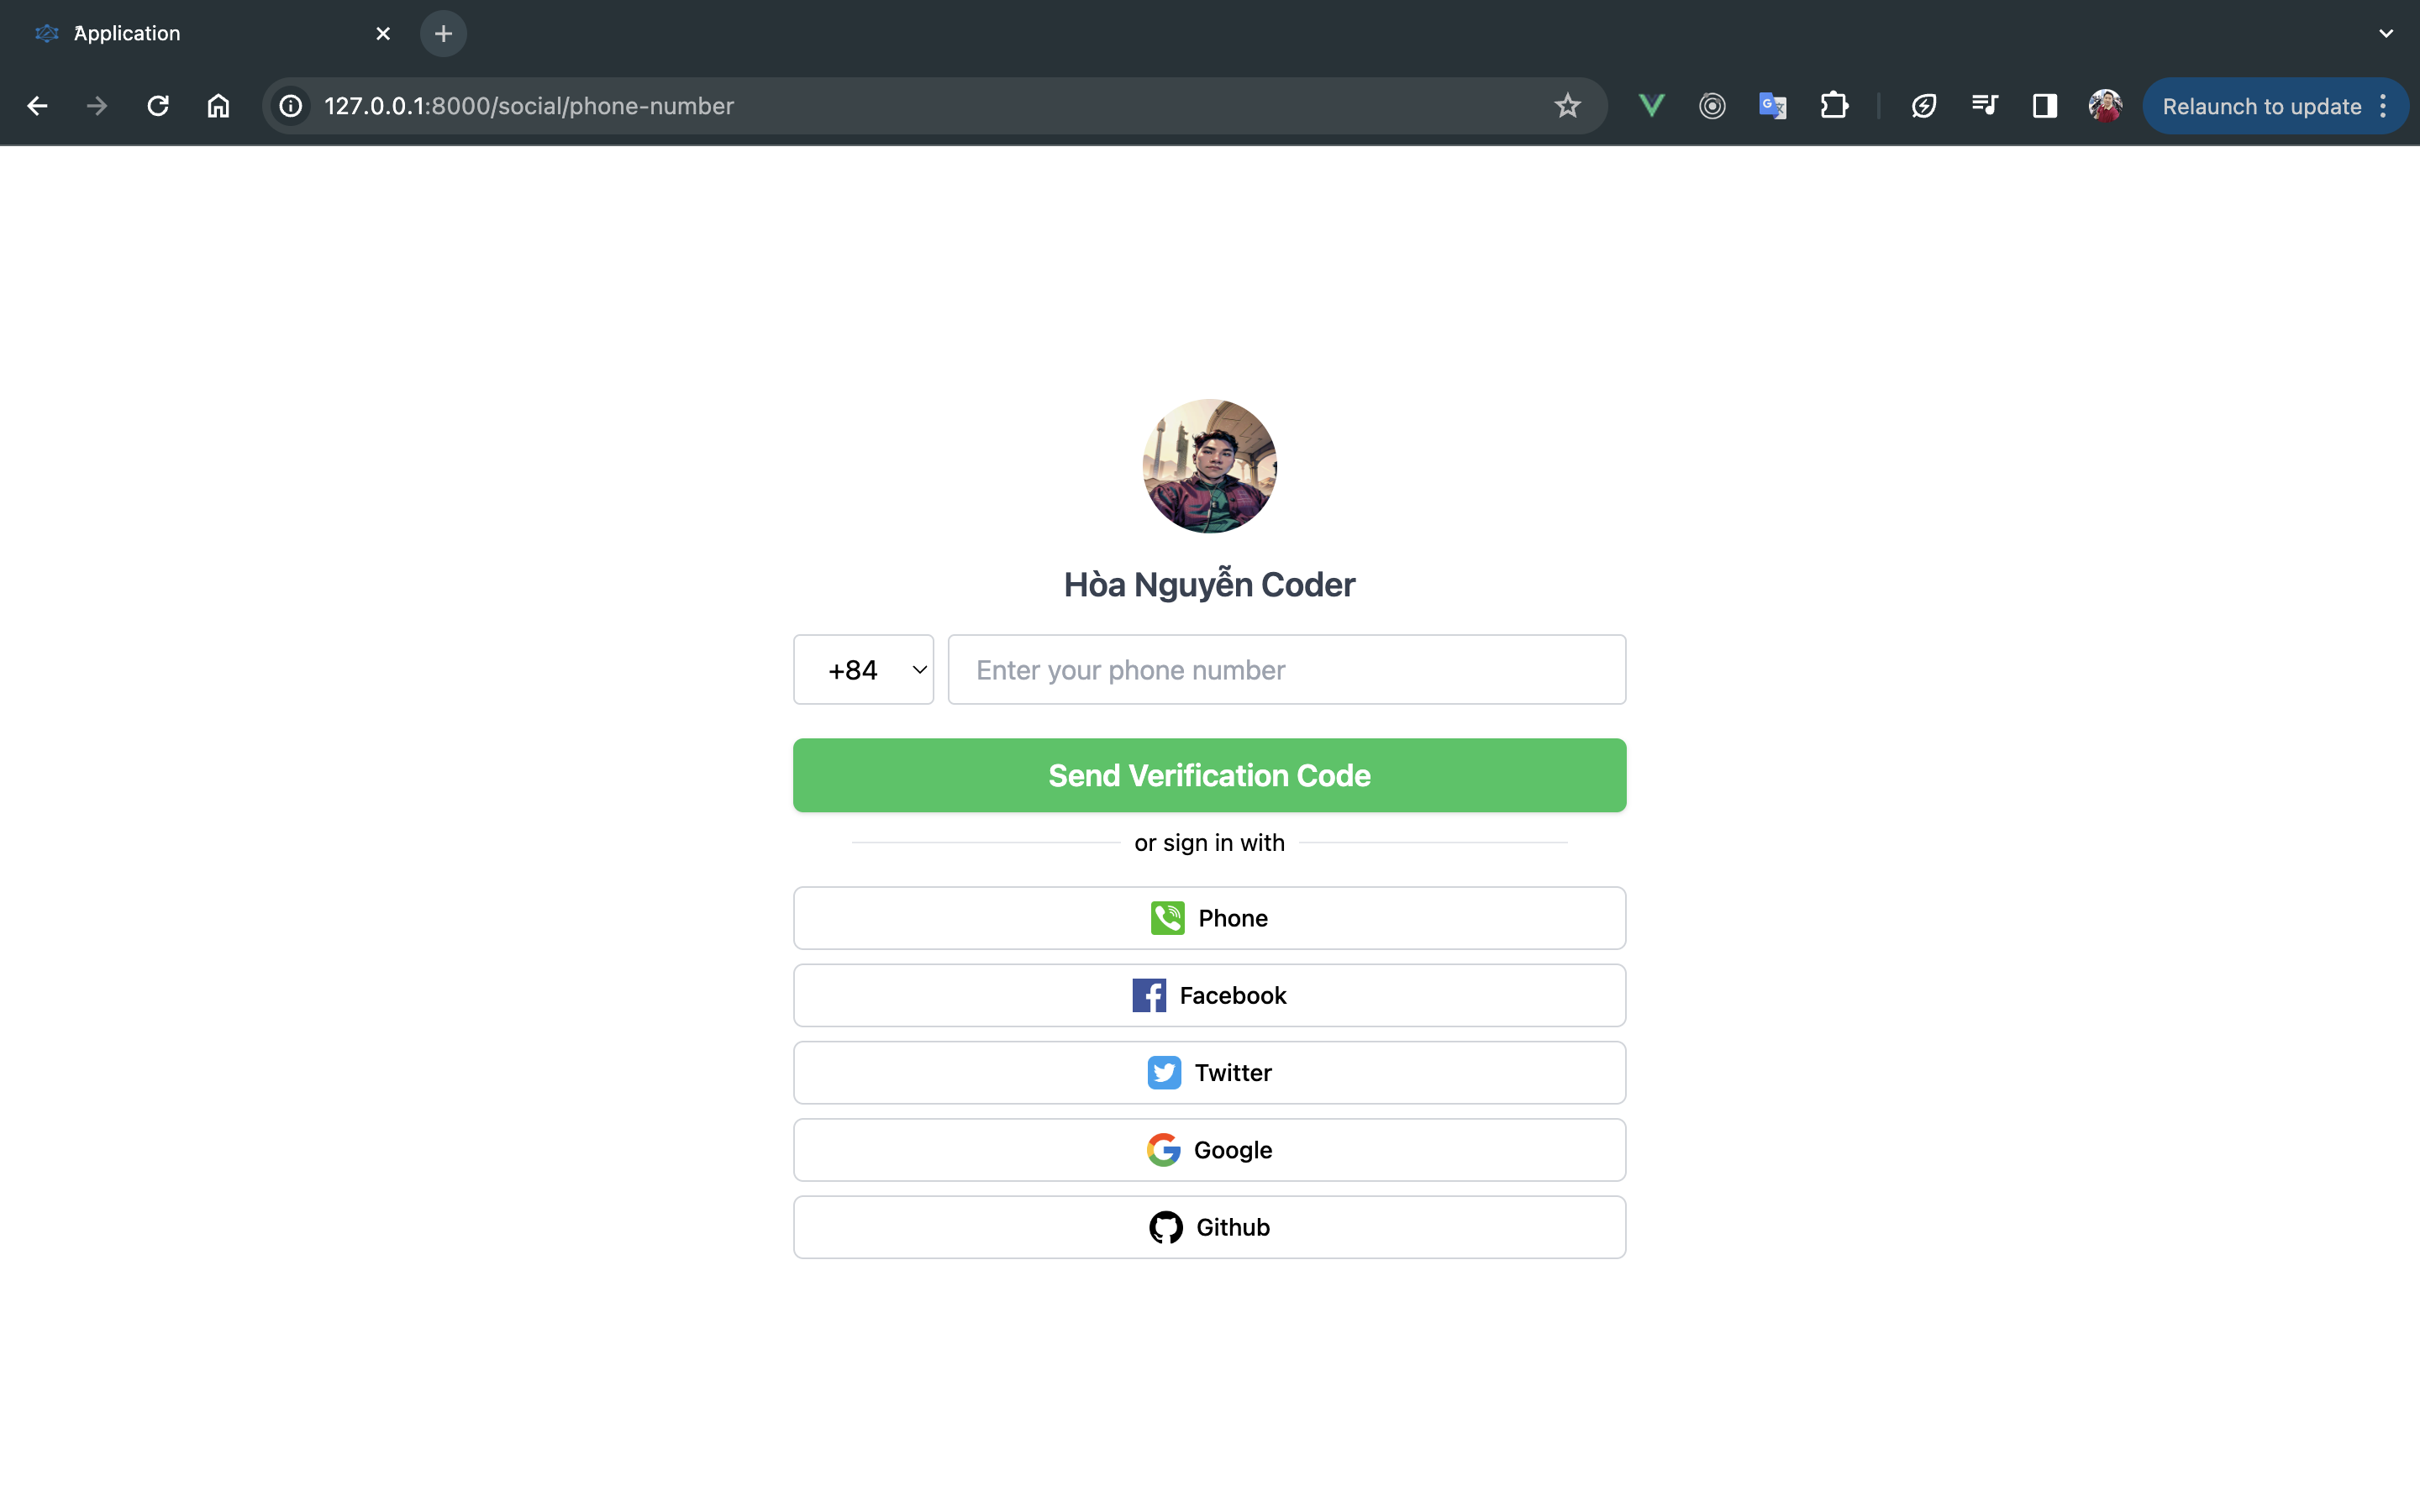 Application
127.0.0.1:8000/social/phone-number
Relaunch to update
Hòa Nguyễn Coder
+84
Enter your phone number
Send Verification Code
or sign in with
Phone
Facebook
Twitter
Google
Github